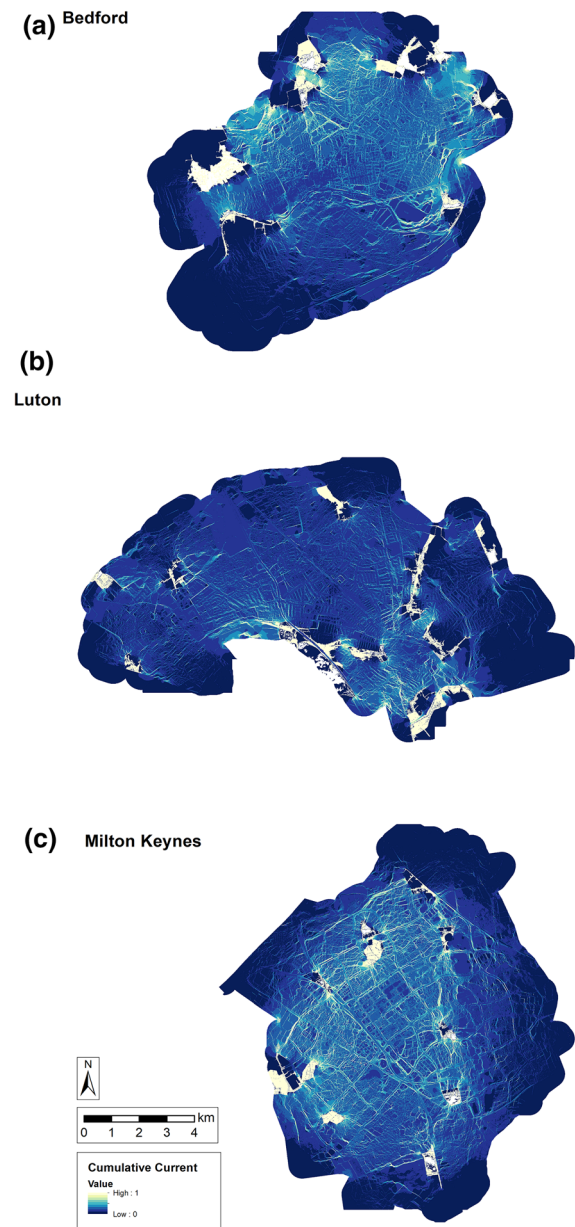 (a) Bedford
(b)
Luton
(c) Milton Keynes
N
km
0 1 2 3 4
Cumulative Current
Value
High : 1
Low : 0